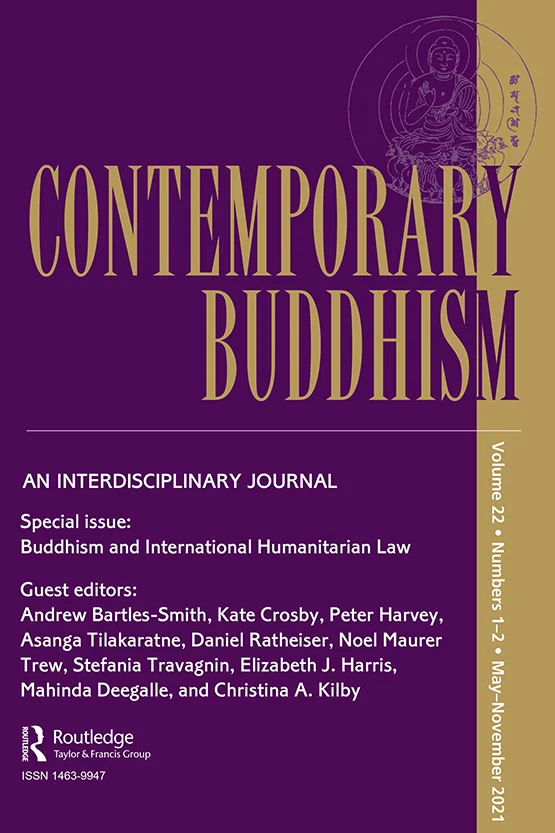 CONTEMPORARY
BUDDHISM
AN INTERDISCIPLINARY JOURNAL
Special issue:
Buddhism and International Humanitarian Law
Guest editors:
Andrew Bartles-Smith, Kate Crosby, Peter Harvey,
Asanga Tilakaratne, Daniel Ratheiser, Noel Maurer
Trew, Stefania Travagnin, Elizabeth J. Harris,
Mahinda Deegalle, and Christina A. Kilby
ROUTLEDGE
Routledge
Taylor & Francis Group
ISSN 1463-9947
Volume 22 • Numbers 1–2 • May–November 2021